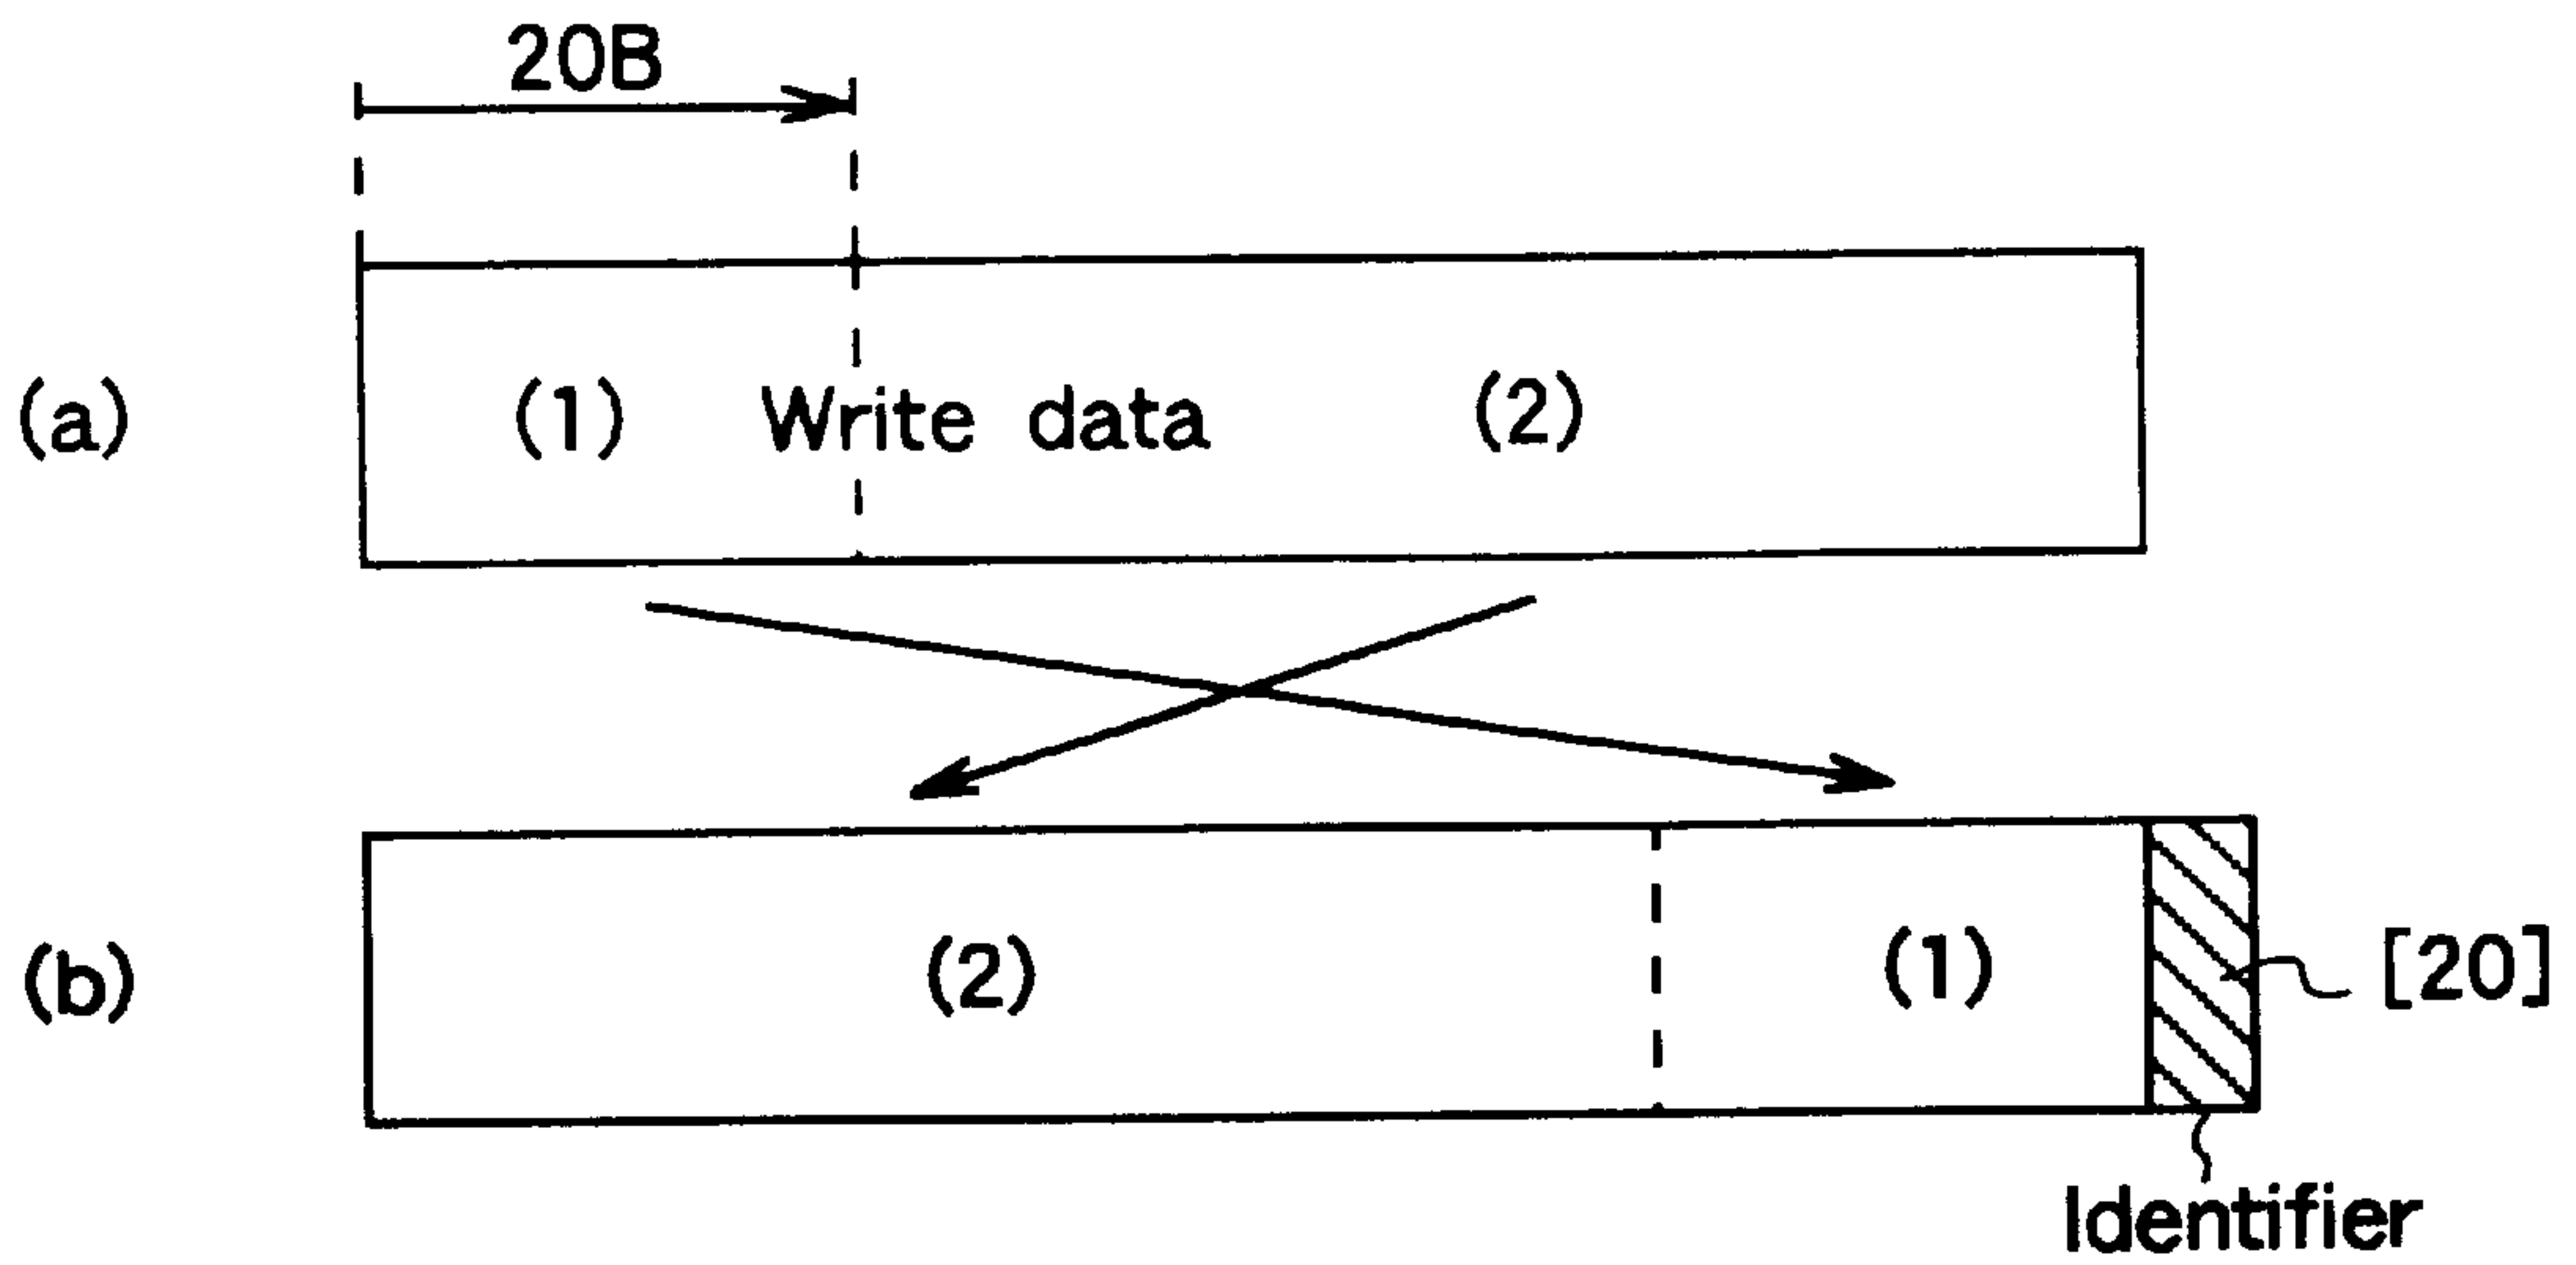 20B
(a) (1) Write data (2)
(b) (2) (1) [20]
Identifier